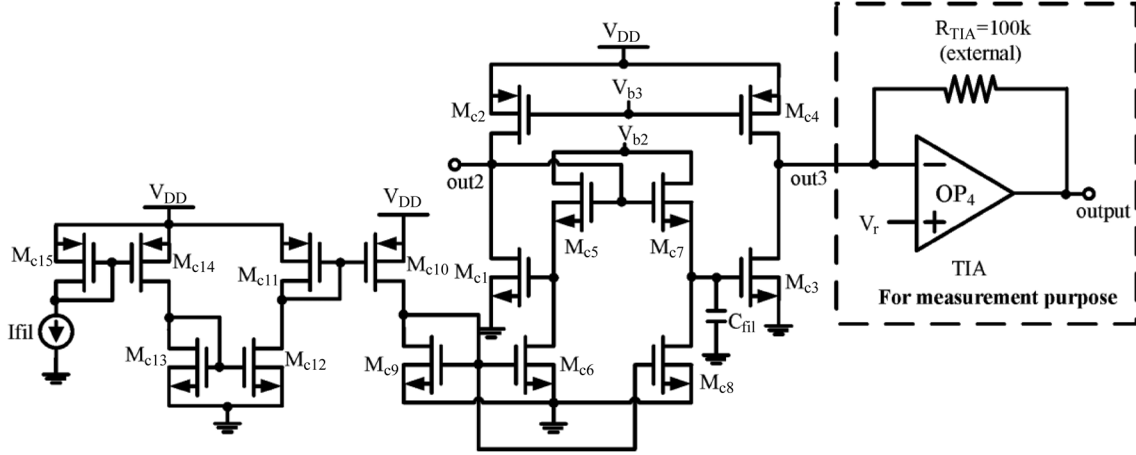 V_DD
R_TIA=100k
(external)
M_c2
V_b3
M_c4
V_b2
out2
out3
OP_4
output
V_r
TIA
For measurement purpose
V_DD
V_DD
M_c15
M_c14
M_c11
M_c10
M_c1
M_c5
M_c7
M_c3
C_fil
Ifil
M_c13
M_c12
M_c9
M_c6
M_c8